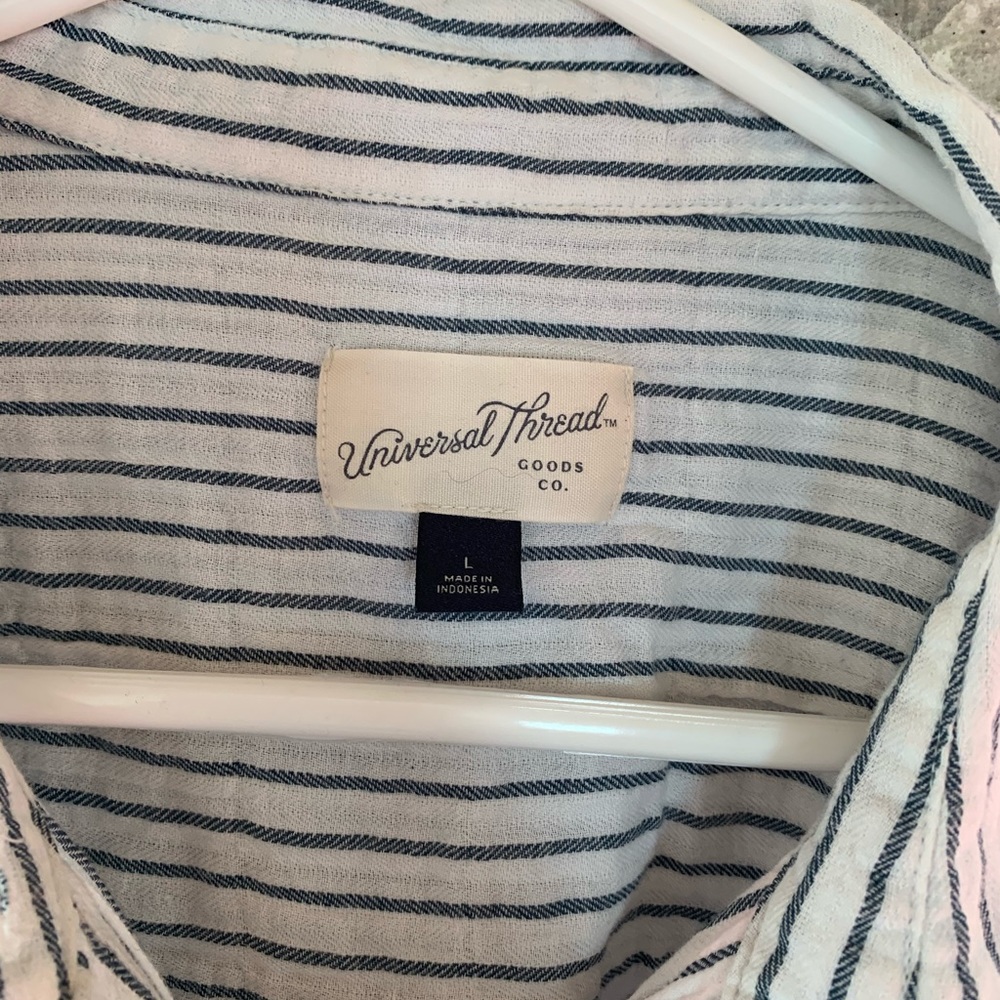 Universal Thread™
GOODS
CO.
L
MADE IN
INDONESIA